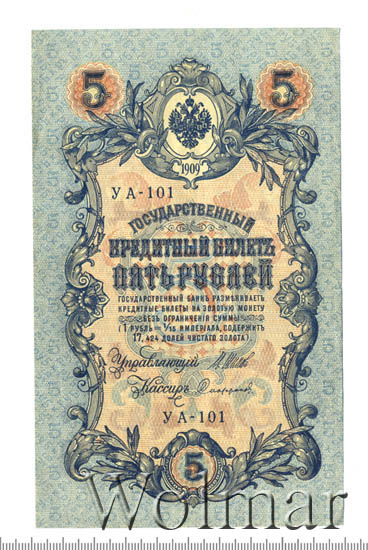 5 5
1909
УА-101
ГОСУДАРСТВЕННЫЙ
КРЕДИТНЫЙ БИЛЕТЪ
ПЯТЬ РУБЛЕЙ
ГОСУДАРСТВЕННЫЙ БАНКЪ РАЗМѢНИВАЕТЪ
КРЕДИТНЫЕ БИЛЕТЫ НА ЗОЛОТУЮ МОНЕТУ
БЕЗЪ ОГРАНИЧЕНІЯ СУММЫ
(1 РУБЛЬ = 1/15 ИМПЕРІАЛА, СОДЕРЖИТЪ
17,424 ДОЛЕЙ ЧИСТАГО ЗОЛОТА).
Управляющій
Кассиръ
УА-101
5
Wolmar